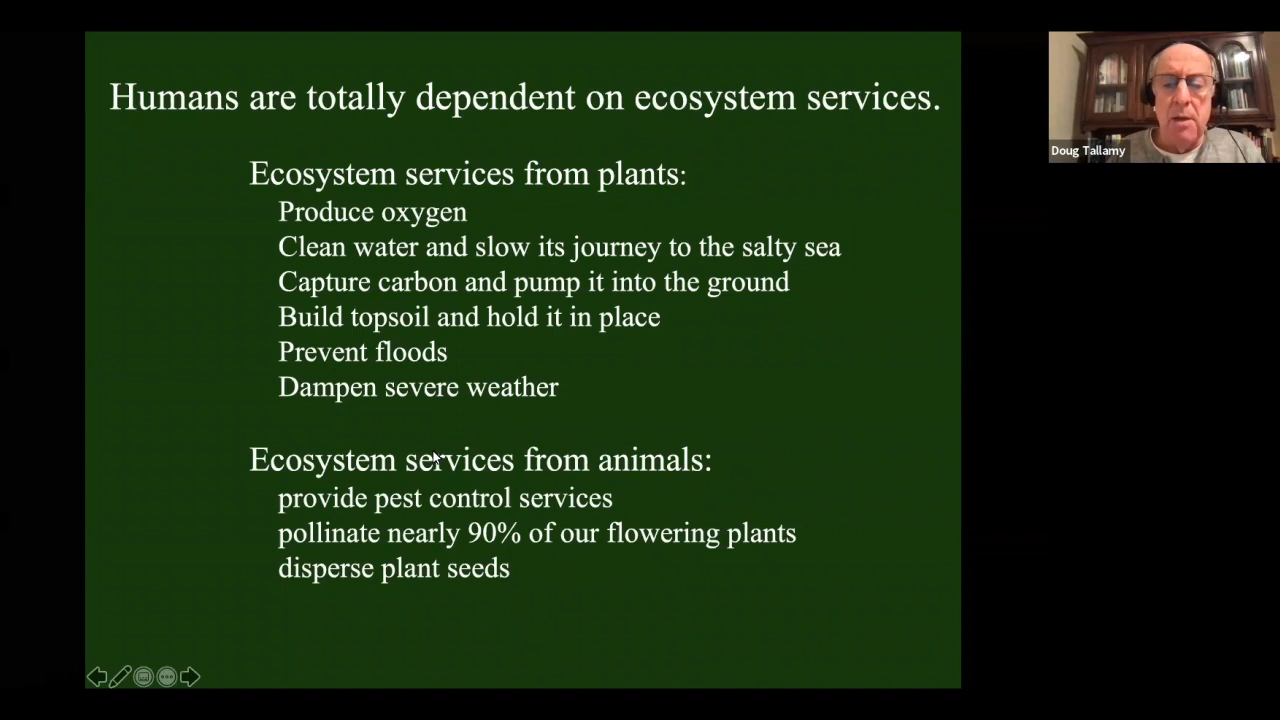 Humans are totally dependent on ecosystem services.
Ecosystem services from plants:
Produce oxygen
Clean water and slow its journey to the salty sea
Capture carbon and pump it into the ground
Build topsoil and hold it in place
Prevent floods
Dampen severe weather
Ecosystem services from animals:
provide pest control services
pollinate nearly 90% of our flowering plants
disperse plant seeds
Doug Tallamy